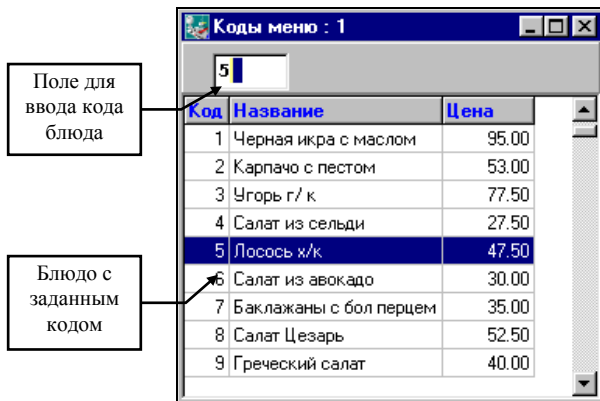 Коды меню : 1
5
Поле для
ввода кода
блюда
Код Название Цена
1 Черная икра с маслом 95.00
2 Карпачо с пестом 53.00
3 Угорь г/ к 77.50
4 Салат из сельди 27.50
5 Лосось х/к 47.50
6 Салат из авокадо 30.00
7 Баклажаны с бол перцем 35.00
8 Салат Цезарь 52.50
9 Греческий салат 40.00
Блюдо с
заданным
кодом